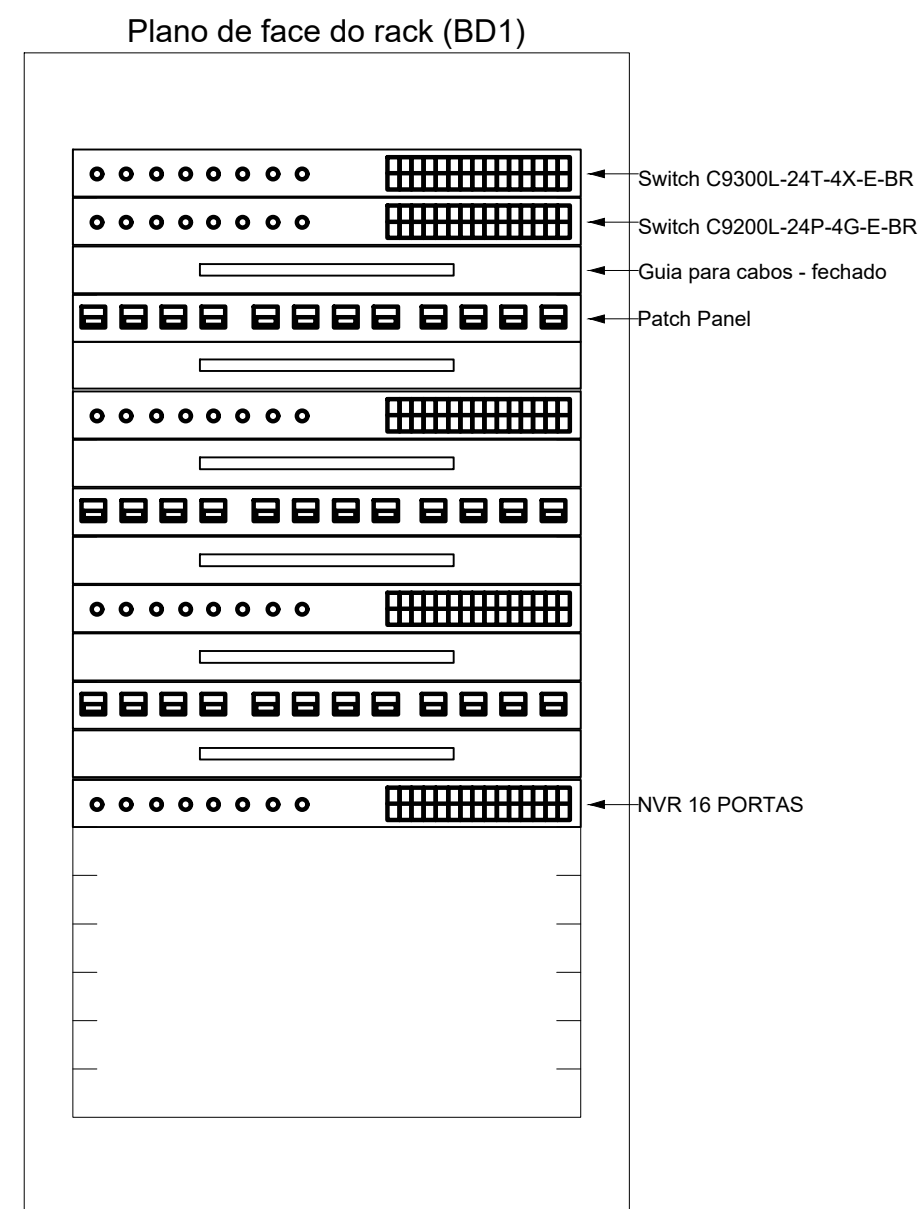 Plano de face do rack (BD1)
Switch C9300L-24T-4X-E-BR
Switch C9200L-24P-4G-E-BR
Guia para cabos - fechado
Patch Panel
NVR 16 PORTAS